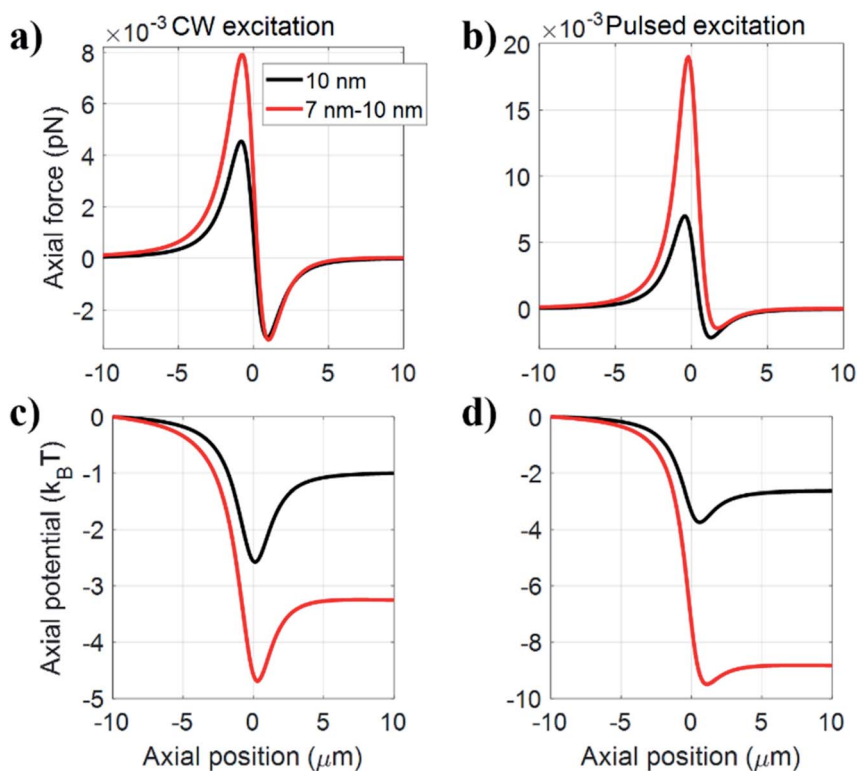 a)
×10⁻³ CW excitation
8
6
4
2
0
-2
Axial force (pN)
10 nm
7 nm-10 nm
-10 -5 0 5 10
b)
×10⁻³ Pulsed excitation
20
15
10
5
0
-10 -5 0 5 10
c)
0
-1
-2
-3
-4
-5
Axial potential (k_BT)
-10 -5 0 5 10
Axial position (μm)
d)
0
-2
-4
-6
-8
-10
-10 -5 0 5 10
Axial position (μm)